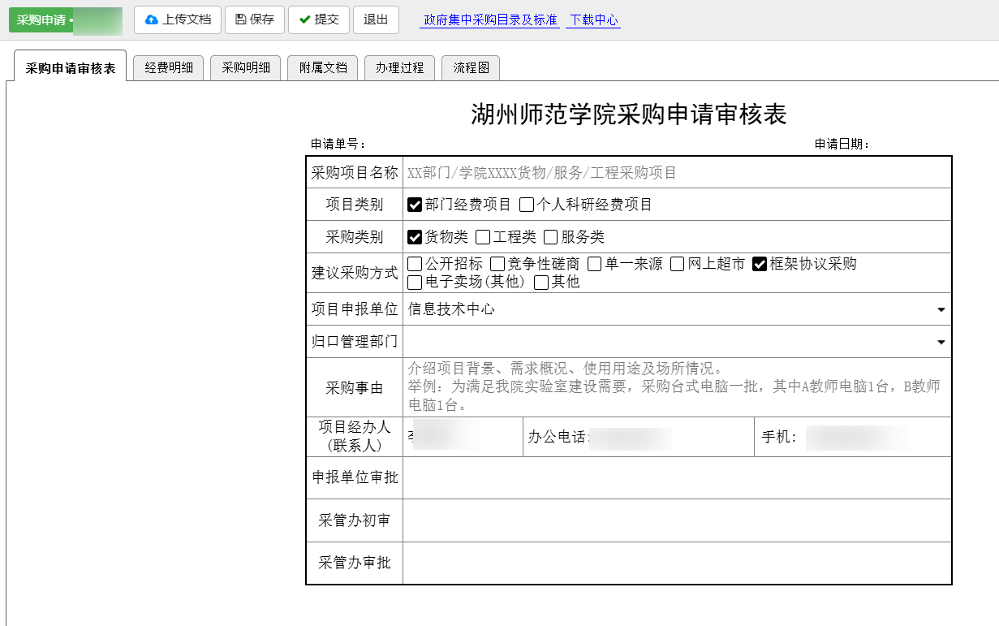 采购申请 •
上传文档 保存 提交 退出 政府集中采购目录及标准 下载中心
采购申请审核表 经费明细 采购明细 附属文档 办理过程 流程图
湖州师范学院采购申请审核表
申请单号： 申请日期：
采购项目名称 XX部门/学院XXXX货物/服务/工程采购项目
项目类别 部门经费项目 个人科研经费项目
采购类别 货物类 工程类 服务类
建议采购方式 公开招标 竞争性磋商 单一来源 网上超市 框架协议采购
电子卖场(其他) 其他
项目申报单位 信息技术中心
归口管理部门
采购事由 介绍项目背景、需求概况、使用用途及场所情况。
举例：为满足我院实验室建设需要，采购台式电脑一批，其中A教师电脑1台，B教师
电脑1台。
项目经办人
(联系人) 办公电话: 手机：
申报单位审批
采管办初审
采管办审批